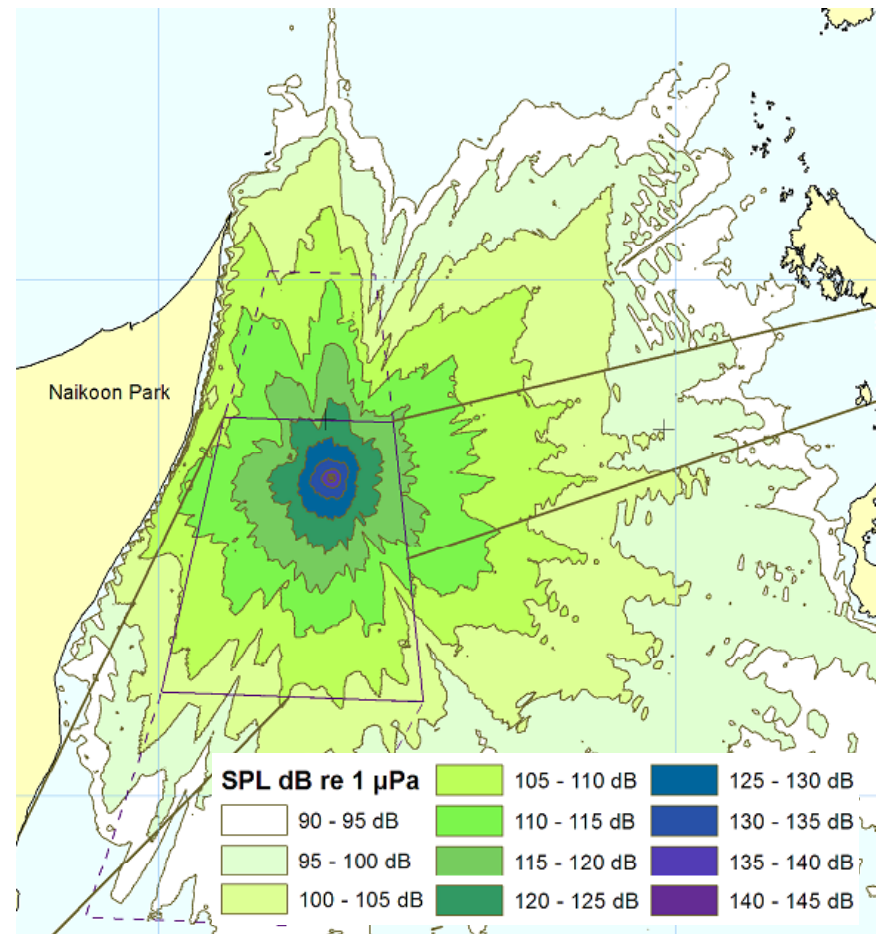 Naikoon Park
SPL dB re 1 µPa
90 - 95 dB
95 - 100 dB
100 - 105 dB
105 - 110 dB
110 - 115 dB
115 - 120 dB
120 - 125 dB
125 - 130 dB
130 - 135 dB
135 - 140 dB
140 - 145 dB